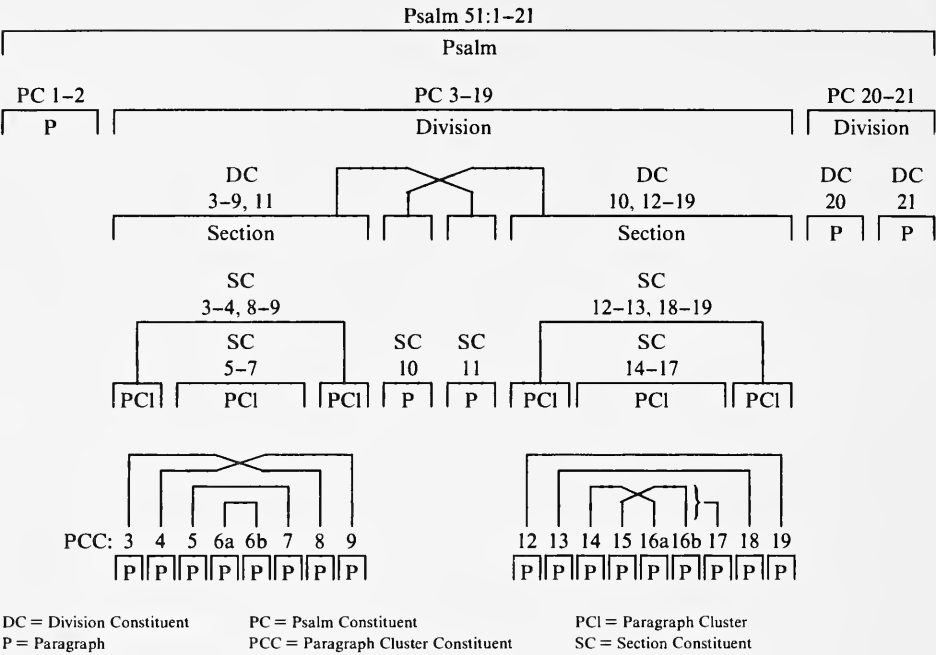 Psalm 51:1–21
Psalm
PC 1–2 PC 3–19 PC 20–21
P Division Division
DC DC DC DC
3–9, 11 10, 12–19 20 21
Section Section P P
SC SC
3–4, 8–9 12–13, 18–19
SC SC SC SC
5–7 10 11 14–17
PCl PCl PCl P P PCl PCl PCl
PCC: 3 4 5 6a 6b 7 8 9 12 13 14 15 16a 16b 17 18 19
P P P P P P P P P P P P P P P P P
DC = Division Constituent PC = Psalm Constituent PCl = Paragraph Cluster
P = Paragraph PCC = Paragraph Cluster Constituent SC = Section Constituent